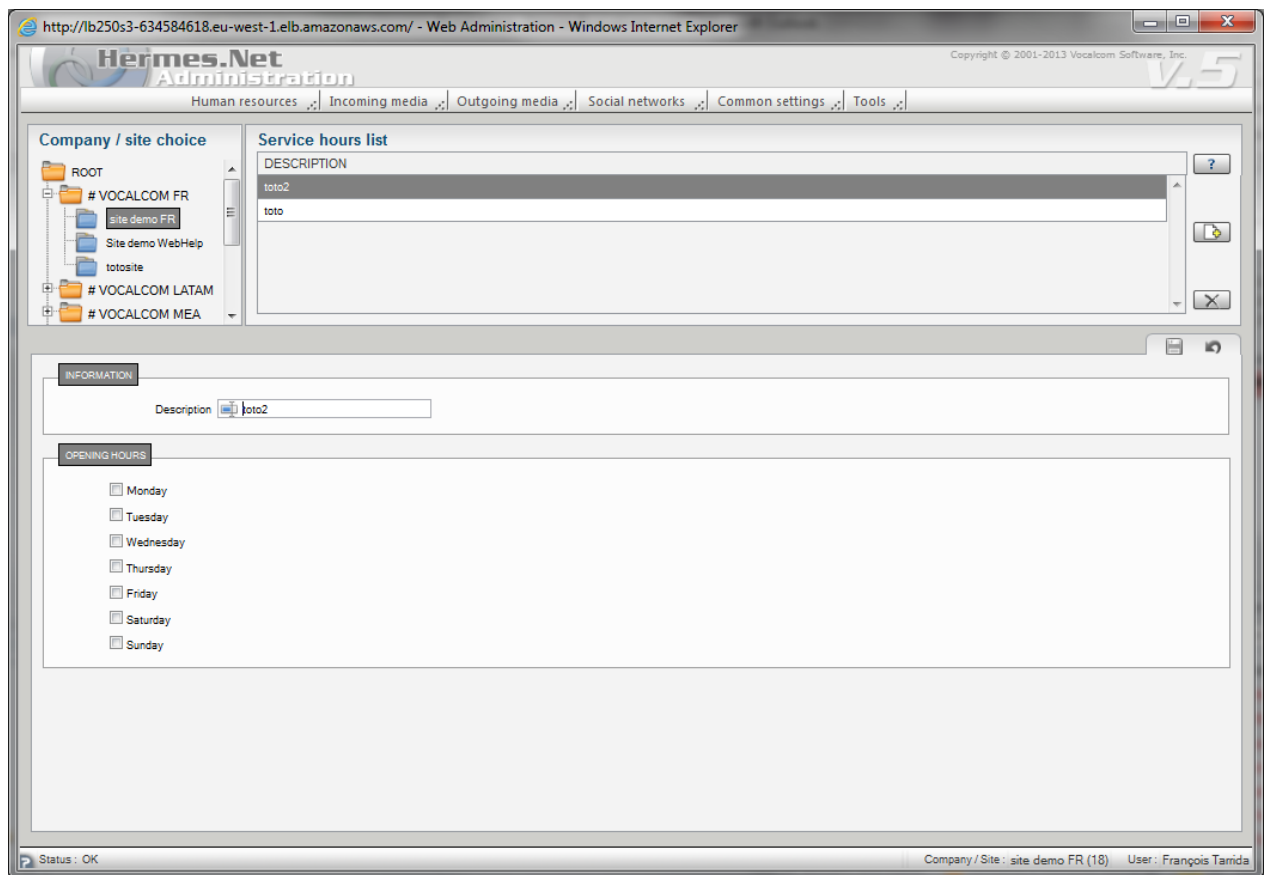 http://lb250s3-634584618.eu-west-1.elb.amazonaws.com/ - Web Administration - Windows Internet Explorer
Hermes.Net
Administration
Copyright © 2001-2013 Vocalcom Software, Inc.
V.5
Human resources Incoming media Outgoing media Social networks Common settings Tools
Company / site choice
ROOT
# VOCALCOM FR
site demo FR
Site demo WebHelp
totosite
# VOCALCOM LATAM
# VOCALCOM MEA
Service hours list
DESCRIPTION
toto2
toto
?
INFORMATION
Description toto2
OPENING HOURS
Monday
Tuesday
Wednesday
Thursday
Friday
Saturday
Sunday
Status : OK
Company / Site : site demo FR (18) User : François Tarrida